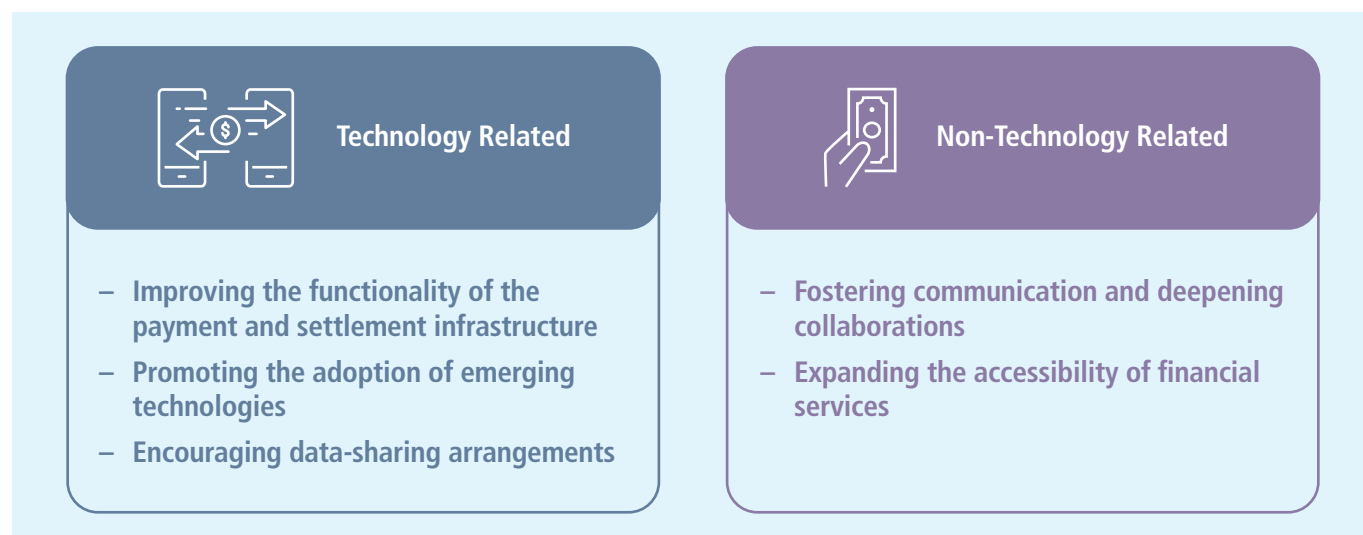 Technology Related
– Improving the functionality of the
payment and settlement infrastructure
– Promoting the adoption of emerging
technologies
– Encouraging data-sharing arrangements
Non-Technology Related
– Fostering communication and deepening
collaborations
– Expanding the accessibility of financial
services